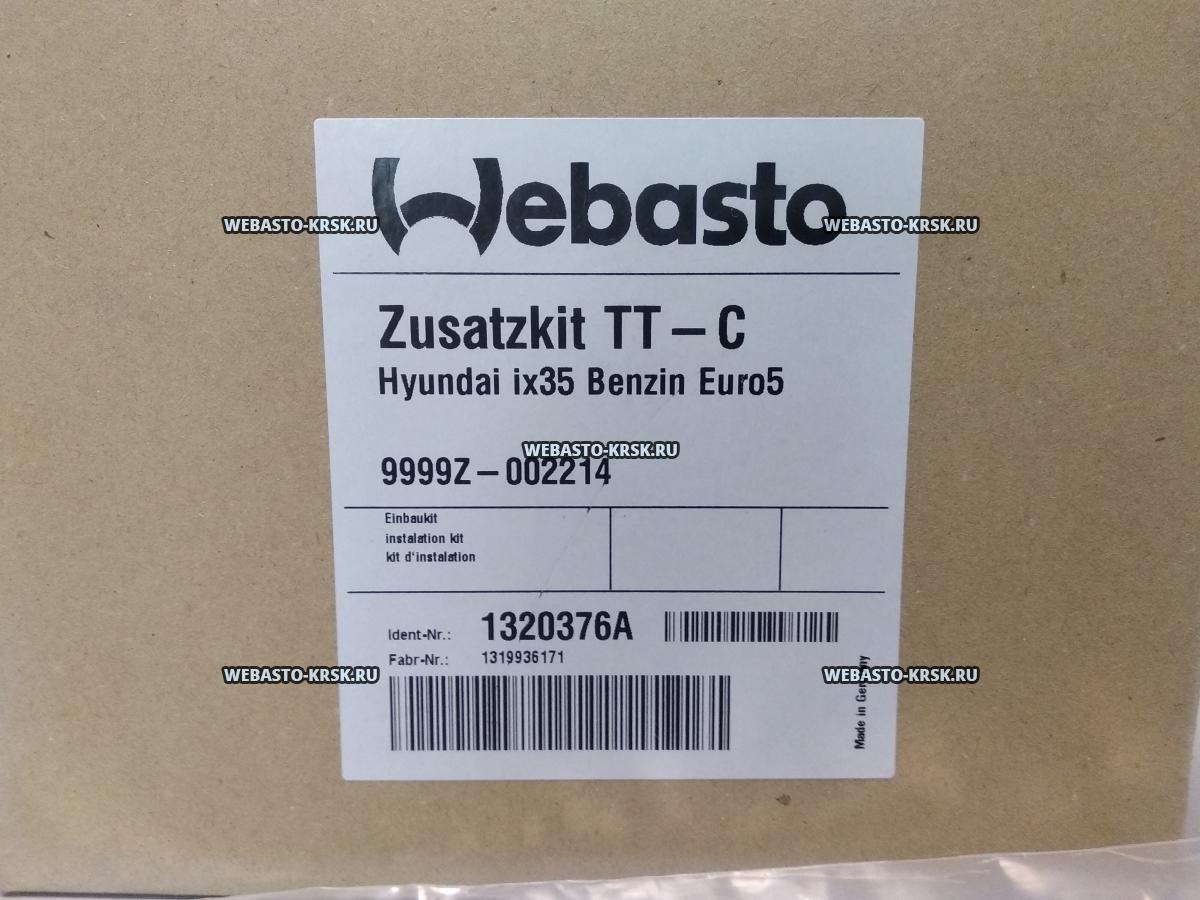 Webasto
WEBASTO-KRSK.RU WEBASTO-KRSK.RU
Zusatzkit TT – C
Hyundai ix35 Benzin Euro5
WEBASTO-KRSK.RU
9999Z – 002214
Einbaukit
instalation kit
kit d'instalation
Ident-Nr.: 1320376A
Fabr-Nr.: 1319936171
WEBASTO-KRSK.RU WEBASTO-KRSK.RU
Made in Germany